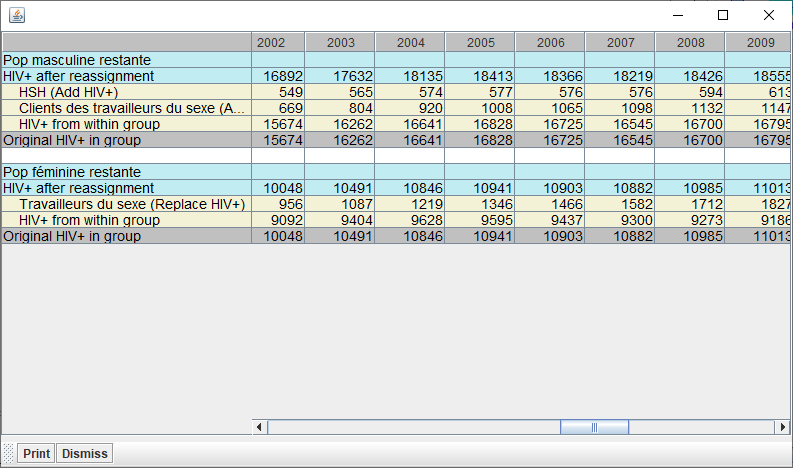 2002 2003 2004 2005 2006 2007 2008 2009
Pop masculine restante
HIV+ after reassignment 16892 17632 18135 18413 18366 18219 18426 18555
HSH (Add HIV+) 549 565 574 577 576 576 594 613
Clients des travailleurs du sexe (A... 669 804 920 1008 1065 1098 1132 1147
HIV+ from within group 15674 16262 16641 16828 16725 16545 16700 16795
Original HIV+ in group 15674 16262 16641 16828 16725 16545 16700 16795
Pop féminine restante
HIV+ after reassignment 10048 10491 10846 10941 10903 10882 10985 11013
Travailleurs du sexe (Replace HIV+) 956 1087 1219 1346 1466 1582 1712 1827
HIV+ from within group 9092 9404 9628 9595 9437 9300 9273 9186
Original HIV+ in group 10048 10491 10846 10941 10903 10882 10985 11013
Print Dismiss